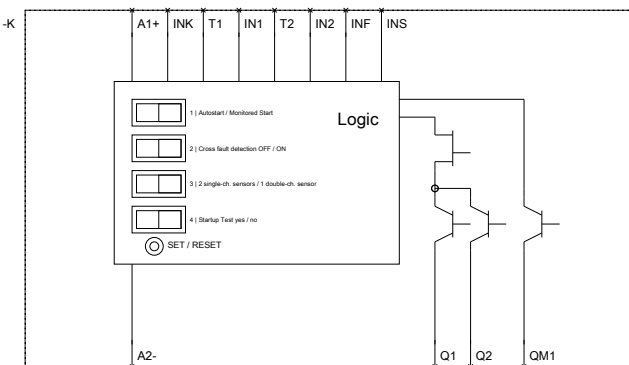 -K
A1+ INK T1 IN1 T2 IN2 INF INS
Logic
1 | Autostart / Monitored Start
2 | Cross fault detection OFF / ON
3 | 2 single-ch. sensors / 1 double-ch. sensor
4 | Startup Test yes / no
SET / RESET
A2- Q1 Q2 QM1